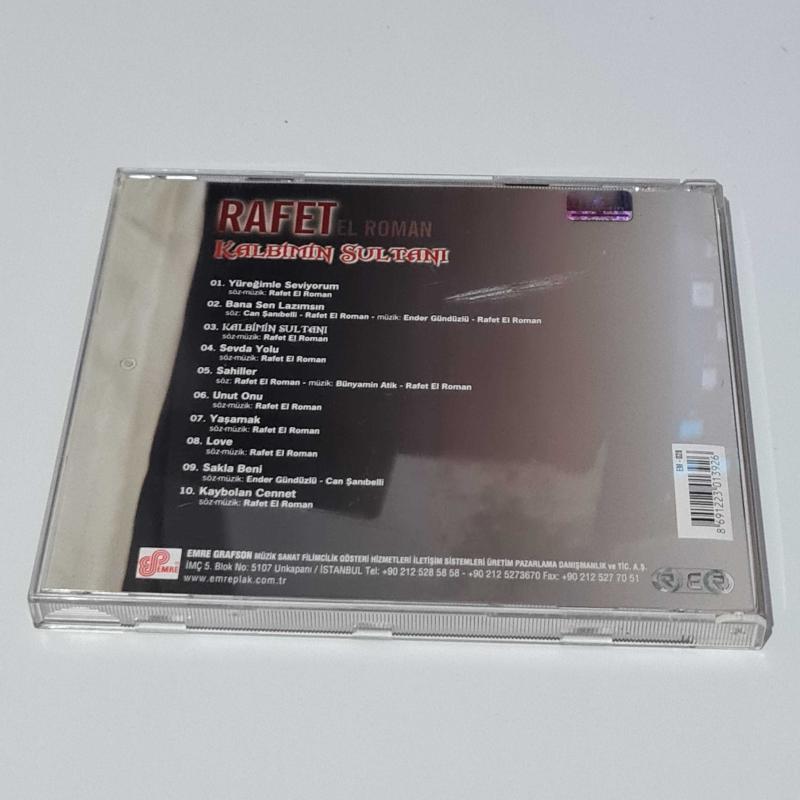 RAFET EL ROMAN
KALBİMİN SULTANI
01. Yüreğimle Seviyorum
söz-müzik: Rafet El Roman
02. Bana Sen Lazımsın
söz: Can Şanıbelli - Rafet El Roman - müzik: Ender Gündüzlü - Rafet El Roman
03. KALBİMİN SULTANI
söz-müzik: Rafet El Roman
04. Sevda Yolu
söz-müzik: Rafet El Roman
05. Sahiller
söz: Rafet El Roman - müzik: Bünyamin Atik - Rafet El Roman
06. Unut Onu
söz-müzik: Rafet El Roman
07. Yaşamak
söz-müzik: Rafet El Roman
08. Love
söz-müzik: Rafet El Roman
09. Sakla Beni
söz-müzik: Ender Gündüzlü - Can Şanıbelli
10. Kaybolan Cennet
söz-müzik: Rafet El Roman
8 691223 013926
EMRE
EMRE GRAFSON MÜZİK SANAT FİLİMCİLİK GÖSTERİ HİZMETLERİ İLETİŞİM SİSTEMLERİ ÜRETİM PAZARLAMA DANIŞMANLIK ve TİC. A.Ş.
İMÇ 5. Blok No: 5107 Unkapanı / İSTANBUL Tel: +90 212 528 58 58 - +90 212 5273670 Fax: +90 212 527 70 51
www.emreplak.com.tr